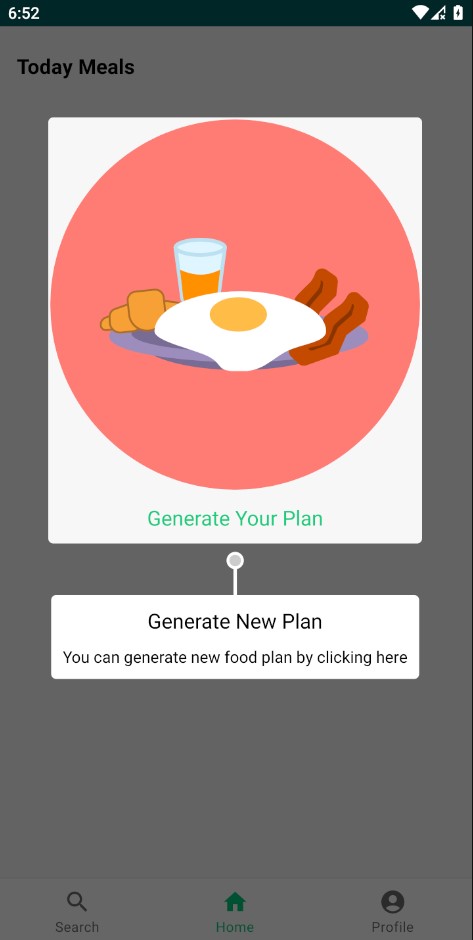 6:52
Today Meals
Generate Your Plan
Generate New Plan
You can generate new food plan by clicking here
Search
Home
Profile